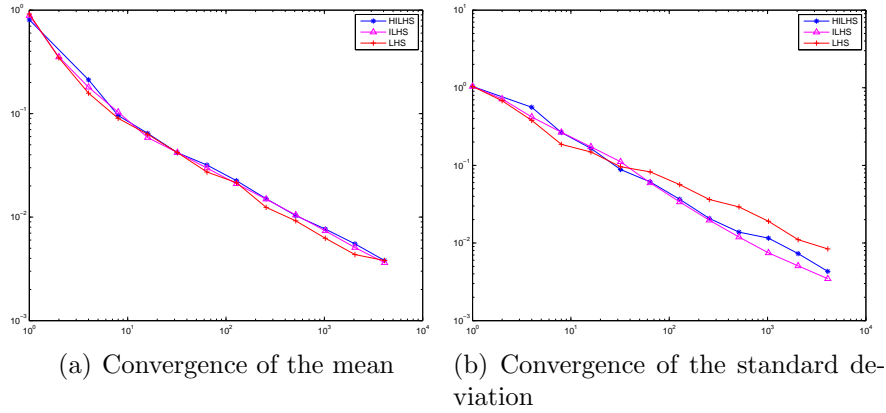 10^0
10^-1
10^-2
10^-3
10^0 10^1 10^2 10^3 10^4
HILHS
ILHS
LHS
(a) Convergence of the mean
10^1
10^0
10^-1
10^-2
10^-3
10^0 10^1 10^2 10^3 10^4
HILHS
ILHS
LHS
(b) Convergence of the standard de-
viation